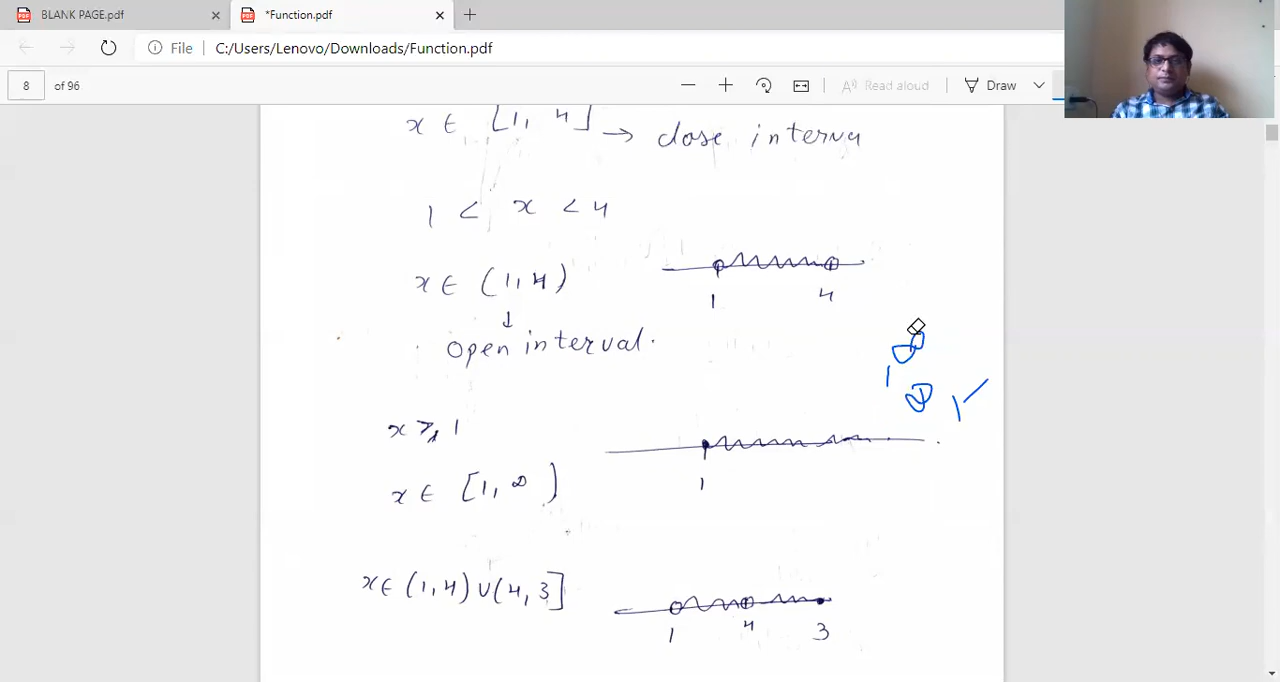 BLANK PAGE.pdf
*Function.pdf
File
C:/Users/Lenovo/Downloads/Function.pdf
8 of 96
Read aloud
Draw
x ∈ [1, 4] → close interva
1 < x < 4
x ∈ (1, 4)
1 4
↓
Open interval.
1
1
x ⩾ 1
1
x ∈ [1, ∞)
x ∈ (1, 4) ∪ (4, 3]
1 4 3